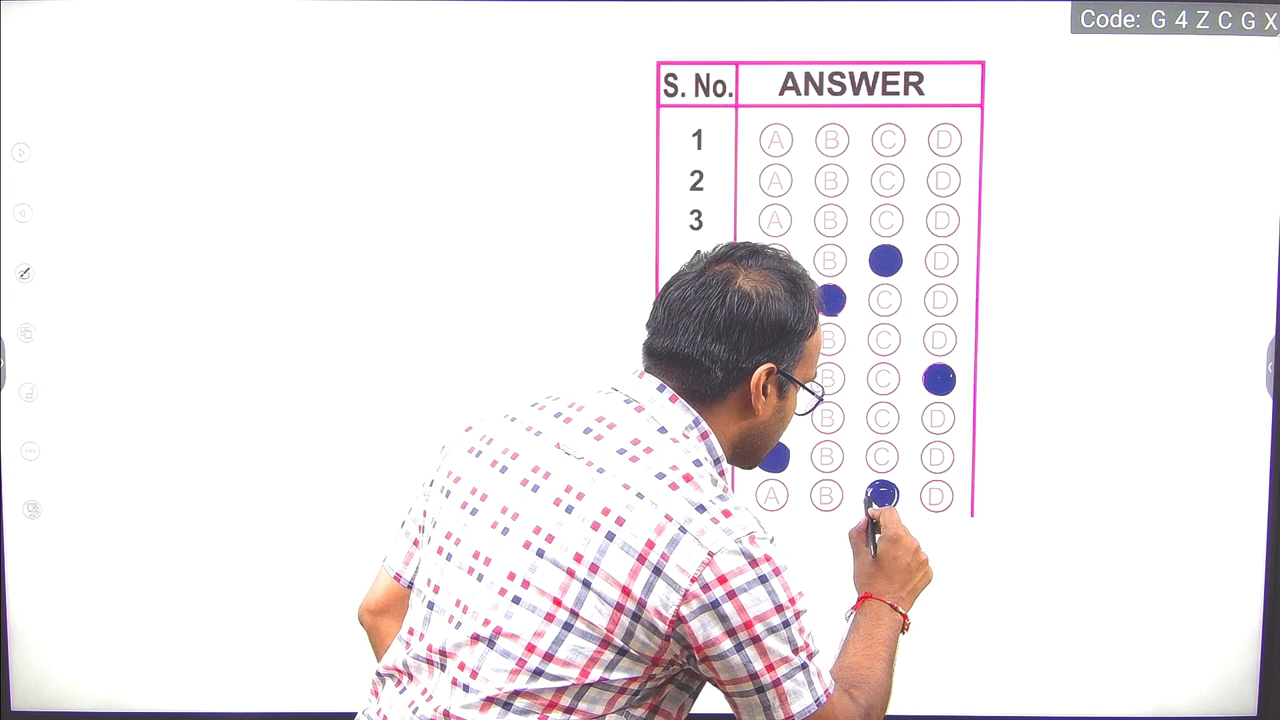 Code: G 4 Z C G X
S. No. ANSWER
1 A B C D
2 A B C D
3 A B C D
B D
C D
B C D
B C
B C D
B C D
A B D